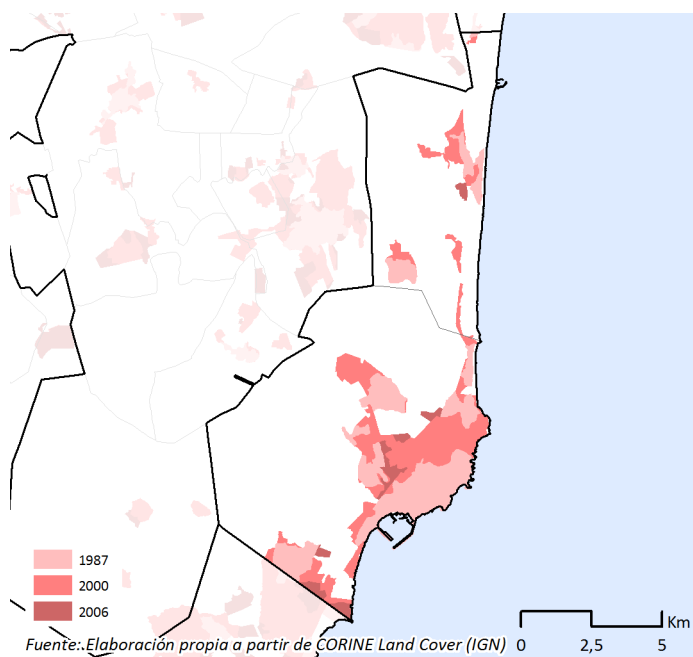 1987
2000
2006
Fuente:.Elaboración propia a partir de CORINE Land Cover (IGN)
0 2,5 5 Km